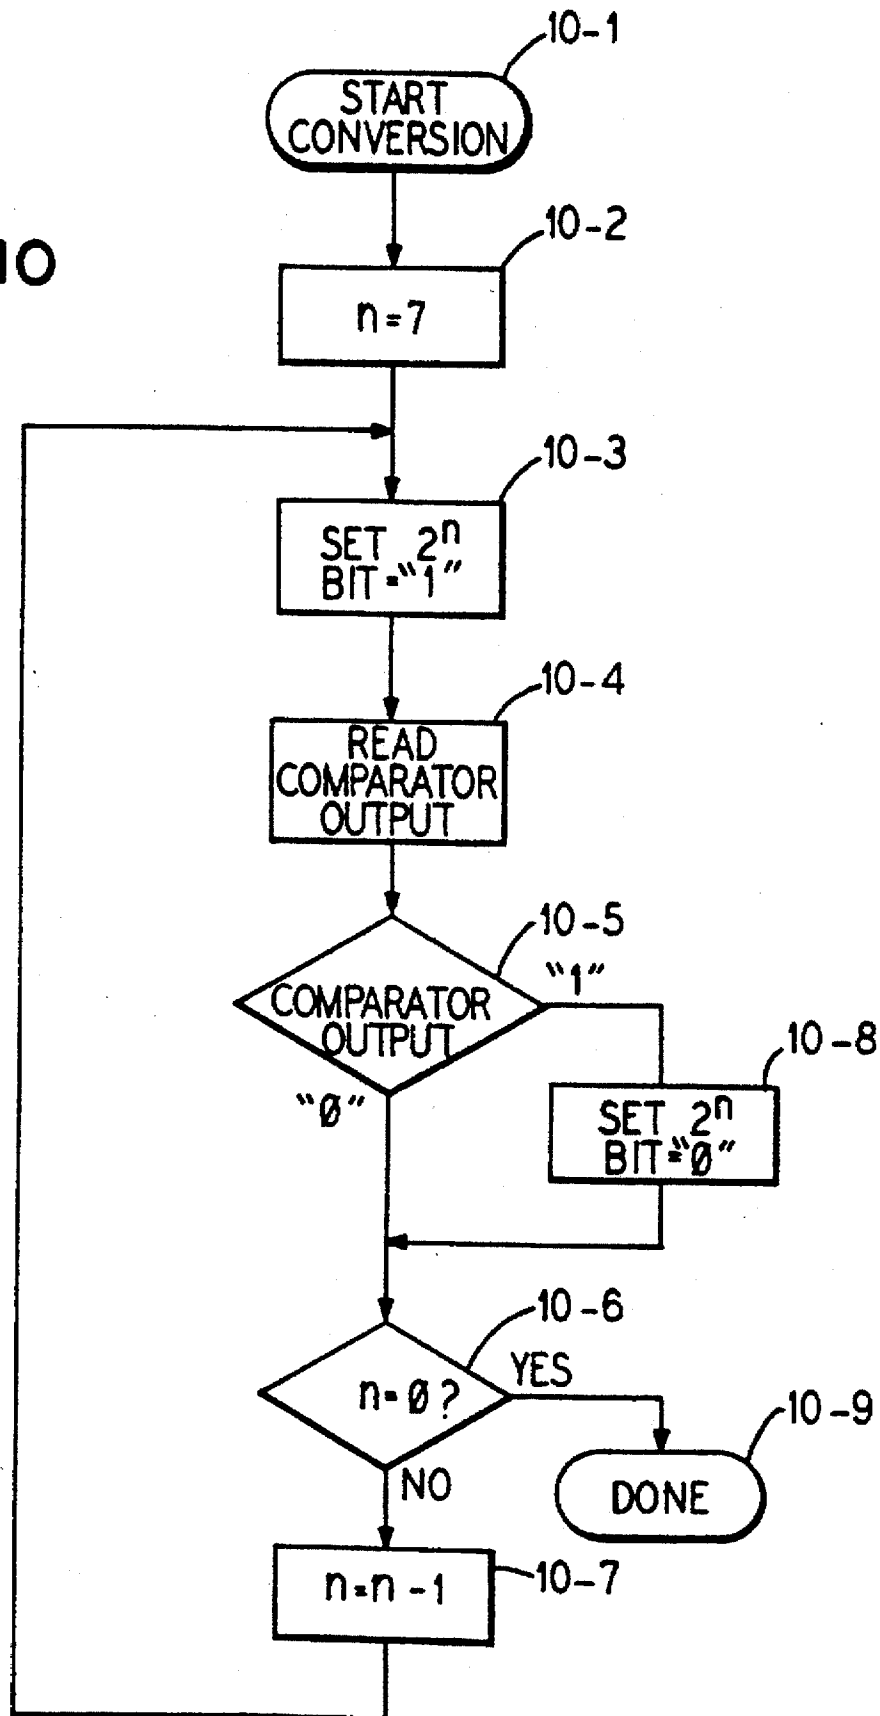 10-1
START
CONVERSION
10-2
10
n=7
10-3
SET 2ⁿ
BIT="1"
10-4
READ
COMPARATOR
OUTPUT
10-5
"1"
COMPARATOR
OUTPUT
10-8
"Ø"
SET 2ⁿ
BIT="Ø"
10-6
YES
n=Ø?
10-9
NO
DONE
10-7
n=n-1